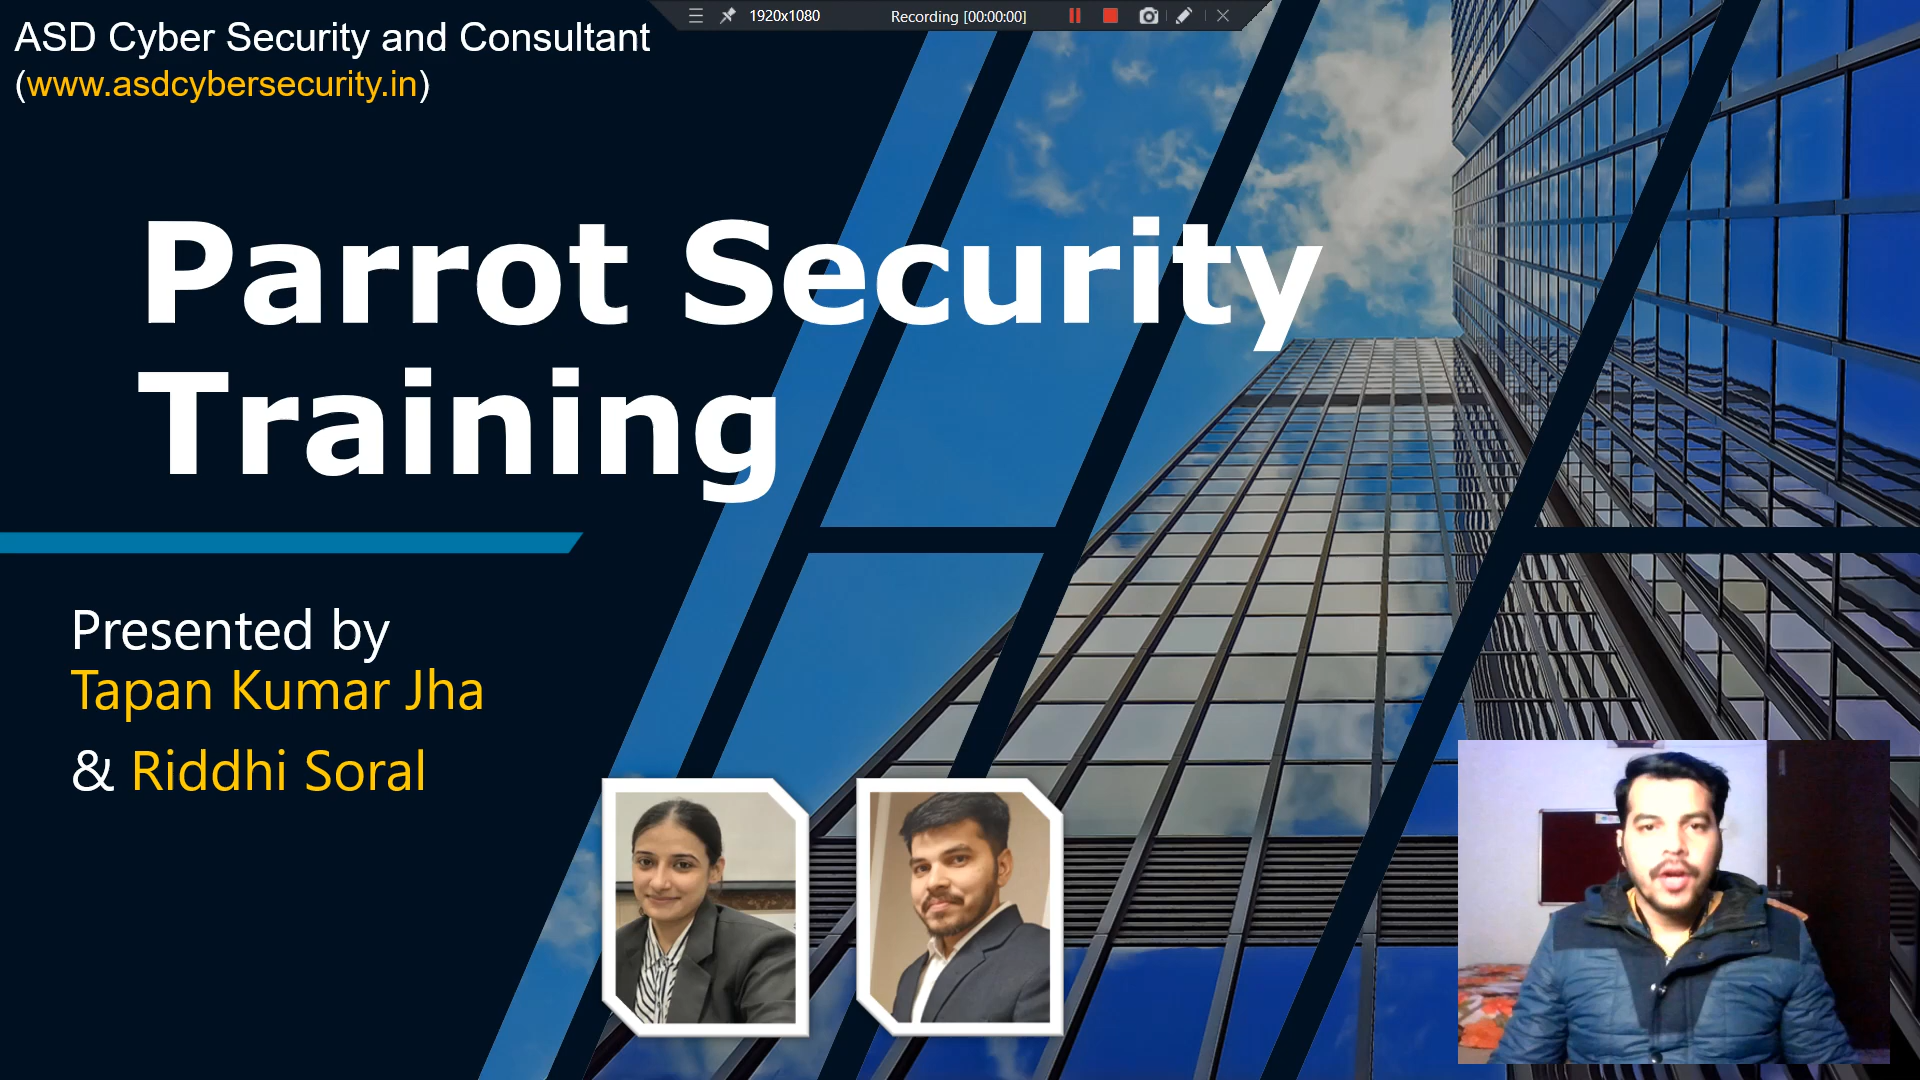 1920x1080 Recording [00:00:00]
ASD Cyber Security and Consultant
(www.asdcybersecurity.in)
Parrot Security
Training
Presented by
Tapan Kumar Jha
& Riddhi Soral